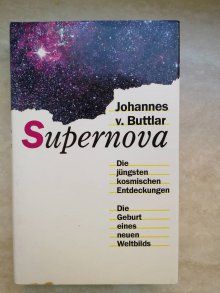 Johannes
v. Buttlar
Supernova
Die
jüngsten
kosmischen
Entdeckungen
Die
Geburt
eines
neuen
Weltbilds